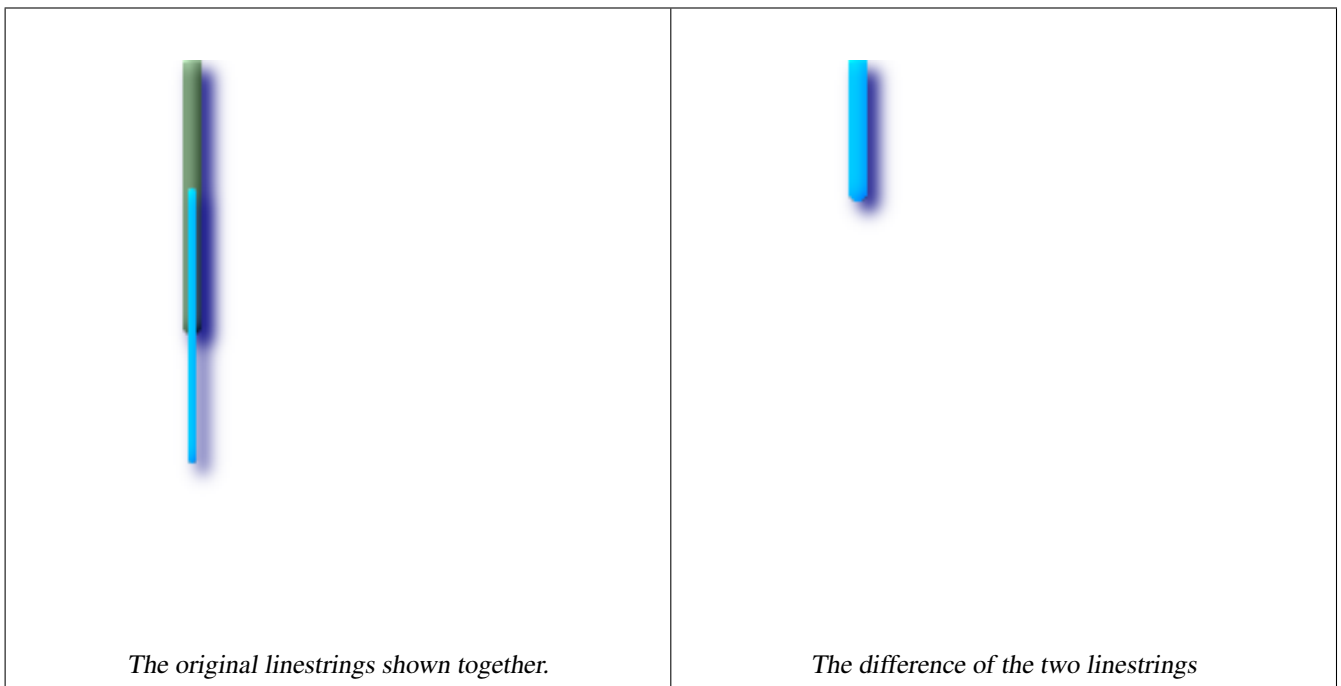 The original linestrings shown together.
The difference of the two linestrings